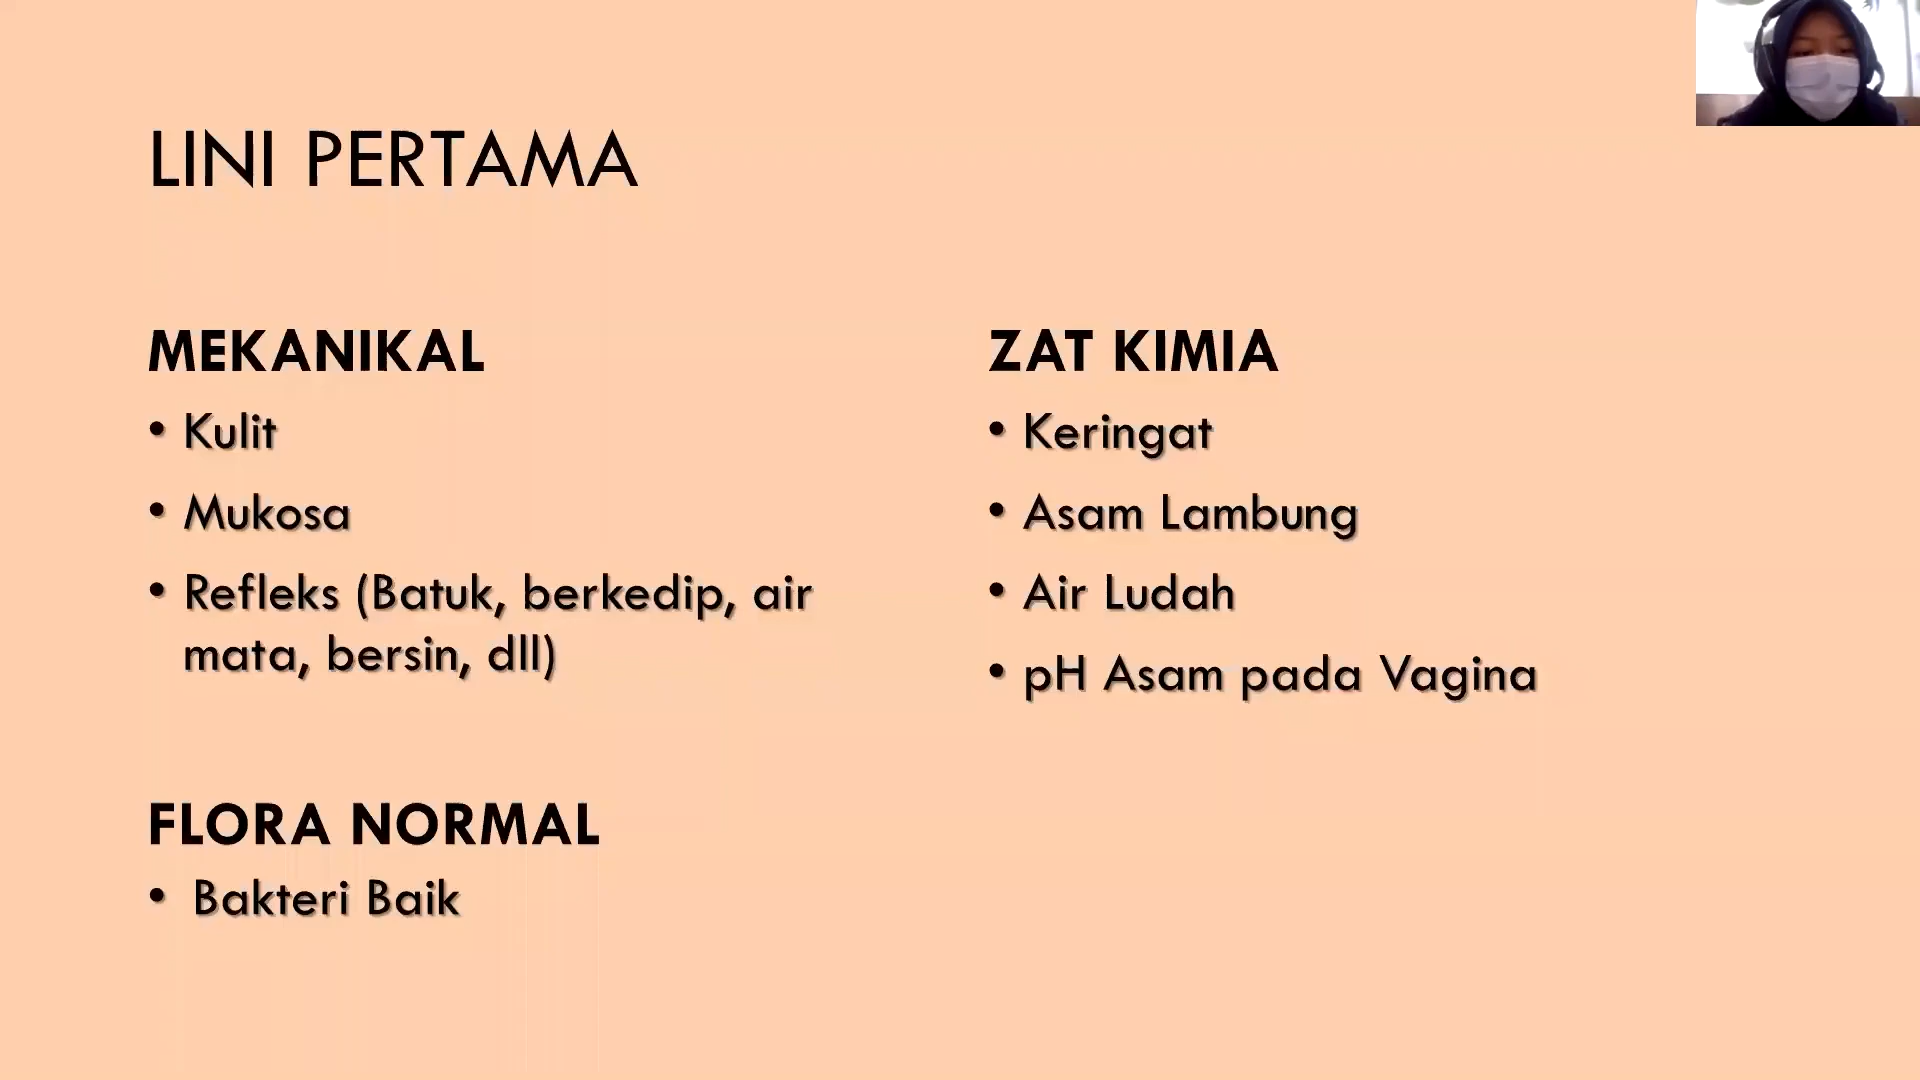 LINI PERTAMA
MEKANIKAL
• Kulit
• Mukosa
• Refleks (Batuk, berkedip, air
mata, bersin, dll)
FLORA NORMAL
• Bakteri Baik
ZAT KIMIA
• Keringat
• Asam Lambung
• Air Ludah
• pH Asam pada Vagina